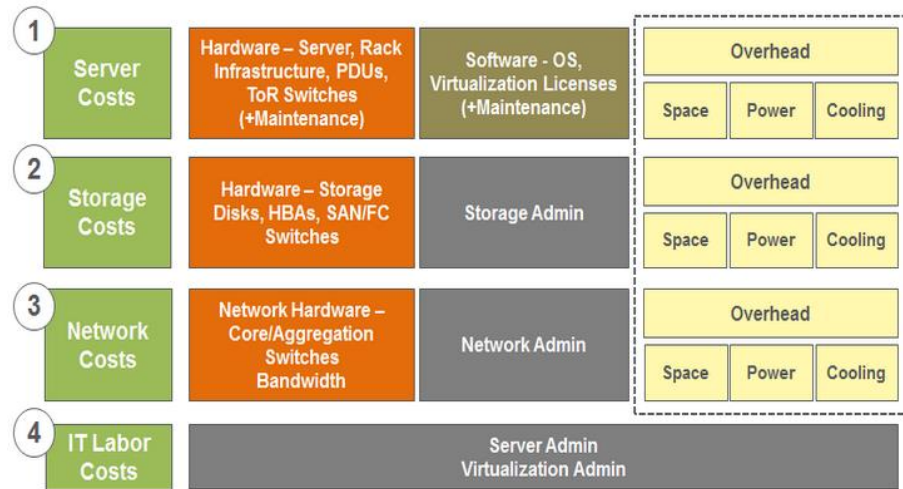 1
Server
Costs
Hardware – Server, Rack
Infrastructure, PDUs,
ToR Switches
(+Maintenance)
Software - OS,
Virtualization Licenses
(+Maintenance)
Overhead
Space
Power
Cooling
2
Storage
Costs
Hardware – Storage
Disks, HBAs, SAN/FC
Switches
Storage Admin
Overhead
Space
Power
Cooling
3
Network
Costs
Network Hardware –
Core/Aggregation
Switches
Bandwidth
Network Admin
Overhead
Space
Power
Cooling
4
IT Labor
Costs
Server Admin
Virtualization Admin